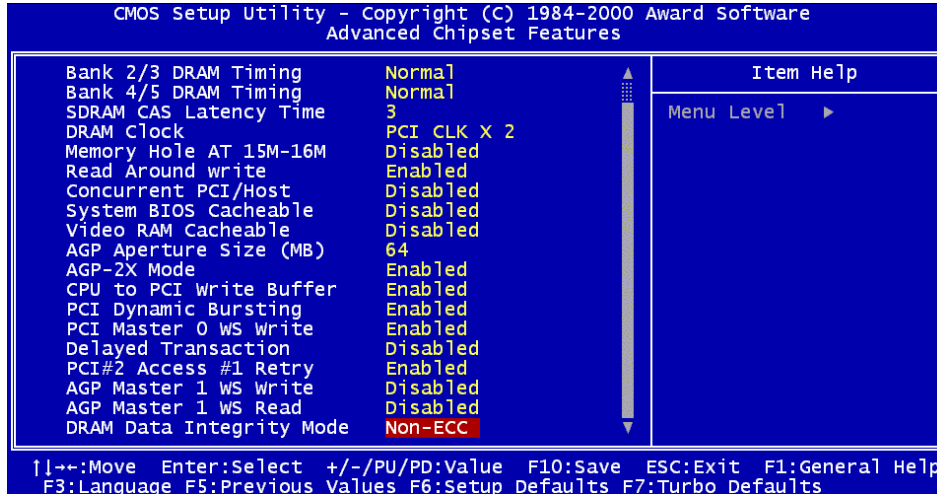 CMOS Setup Utility - Copyright (C) 1984-2000 Award Software
Advanced Chipset Features
Bank 2/3 DRAM Timing Normal
Bank 4/5 DRAM Timing Normal
SDRAM CAS Latency Time 3
DRAM Clock PCI CLK X 2
Memory Hole AT 15M-16M Disabled
Read Around write Enabled
Concurrent PCI/Host Disabled
System BIOS Cacheable Disabled
Video RAM Cacheable Disabled
AGP Aperture Size (MB) 64
AGP-2X Mode Enabled
CPU to PCI Write Buffer Enabled
PCI Dynamic Bursting Enabled
PCI Master 0 WS Write Enabled
Delayed Transaction Disabled
PCI#2 Access #1 Retry Enabled
AGP Master 1 WS Write Disabled
AGP Master 1 WS Read Disabled
DRAM Data Integrity Mode Non-ECC
Item Help
Menu Level ▶
↑↓→←:Move Enter:Select +/-/PU/PD:Value F10:Save ESC:Exit F1:General Help
F3:Language F5:Previous Values F6:Setup Defaults F7:Turbo Defaults